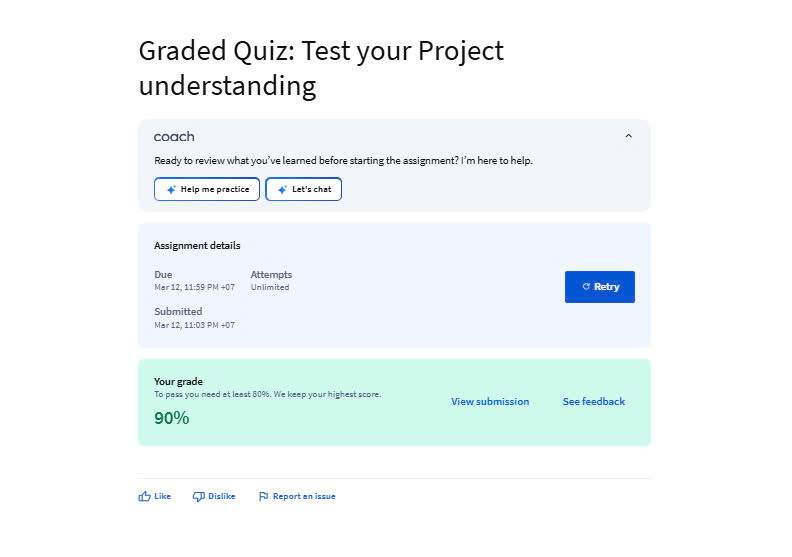 Graded Quiz: Test your Project
understanding
coach
Ready to review what you've learned before starting the assignment? I'm here to help.
Help me practice
Let's chat
Assignment details
Due
Mar 12, 11:59 PM +07
Attempts
Unlimited
Submitted
Mar 12, 11:03 PM +07
Retry
Your grade
To pass you need at least 80%. We keep your highest score.
90%
View submission
See feedback
Like
Dislike
Report an issue